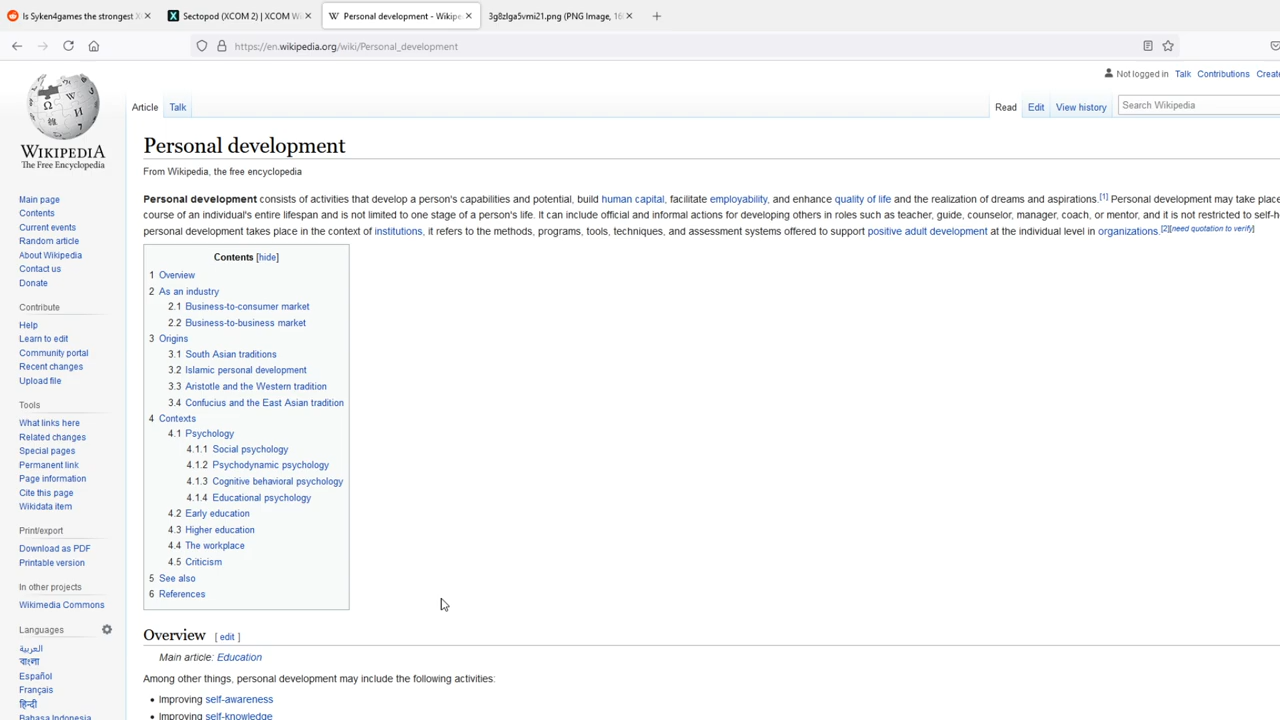 Is Syken4games the strongest
Sectopod (XCOM 2) | XCOM
Personal development - Wikipe
3g8zlga5vmi21.png (PNG Image, 16
https://en.wikipedia.org/wiki/Personal_development
Not logged in Talk Contributions Create
Article Talk
Read Edit View history Search Wikipedia
WIKIPEDIA
The Free Encyclopedia
Personal development
From Wikipedia, the free encyclopedia
Personal development consists of activities that develop a person's capabilities and potential, build human capital, facilitate employability, and enhance quality of life and the realization of dreams and aspirations.[1] Personal development may take place
course of an individual's entire lifespan and is not limited to one stage of a person's life. It can include official and informal actions for developing others in roles such as teacher, guide, counselor, manager, coach, or mentor, and it is not restricted to self-h
personal development takes place in the context of institutions, it refers to the methods, programs, tools, techniques, and assessment systems offered to support positive adult development at the individual level in organizations.[2][need quotation to verify]
Main page
Contents
Current events
Random article
About Wikipedia
Contact us
Donate
Contribute
Help
Learn to edit
Community portal
Recent changes
Upload file
Tools
What links here
Related changes
Special pages
Permanent link
Page information
Cite this page
Wikidata item
Print/export
Download as PDF
Printable version
In other projects
Wikimedia Commons
Languages
العربية
বাংলা
Español
Français
हिन्दी
Bahasa Indonesia
Contents [hide]
1 Overview
2 As an industry
2.1 Business-to-consumer market
2.2 Business-to-business market
3 Origins
3.1 South Asian traditions
3.2 Islamic personal development
3.3 Aristotle and the Western tradition
3.4 Confucius and the East Asian tradition
4 Contexts
4.1 Psychology
4.1.1 Social psychology
4.1.2 Psychodynamic psychology
4.1.3 Cognitive behavioral psychology
4.1.4 Educational psychology
4.2 Early education
4.3 Higher education
4.4 The workplace
4.5 Criticism
5 See also
6 References
Overview [ edit ]
Main article: Education
Among other things, personal development may include the following activities:
• Improving self-awareness
• Improving self-knowledge